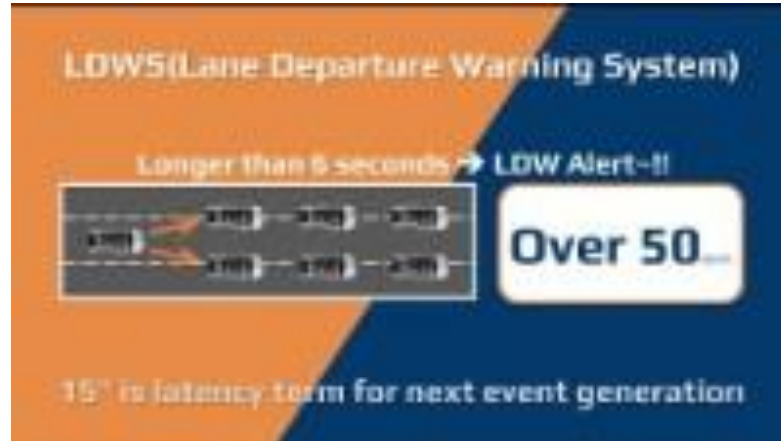 LDWS(Lane Departure Warning System)
Longer than 6 seconds → LDW Alert~!!
Over 50
15" is latency term for next event generation